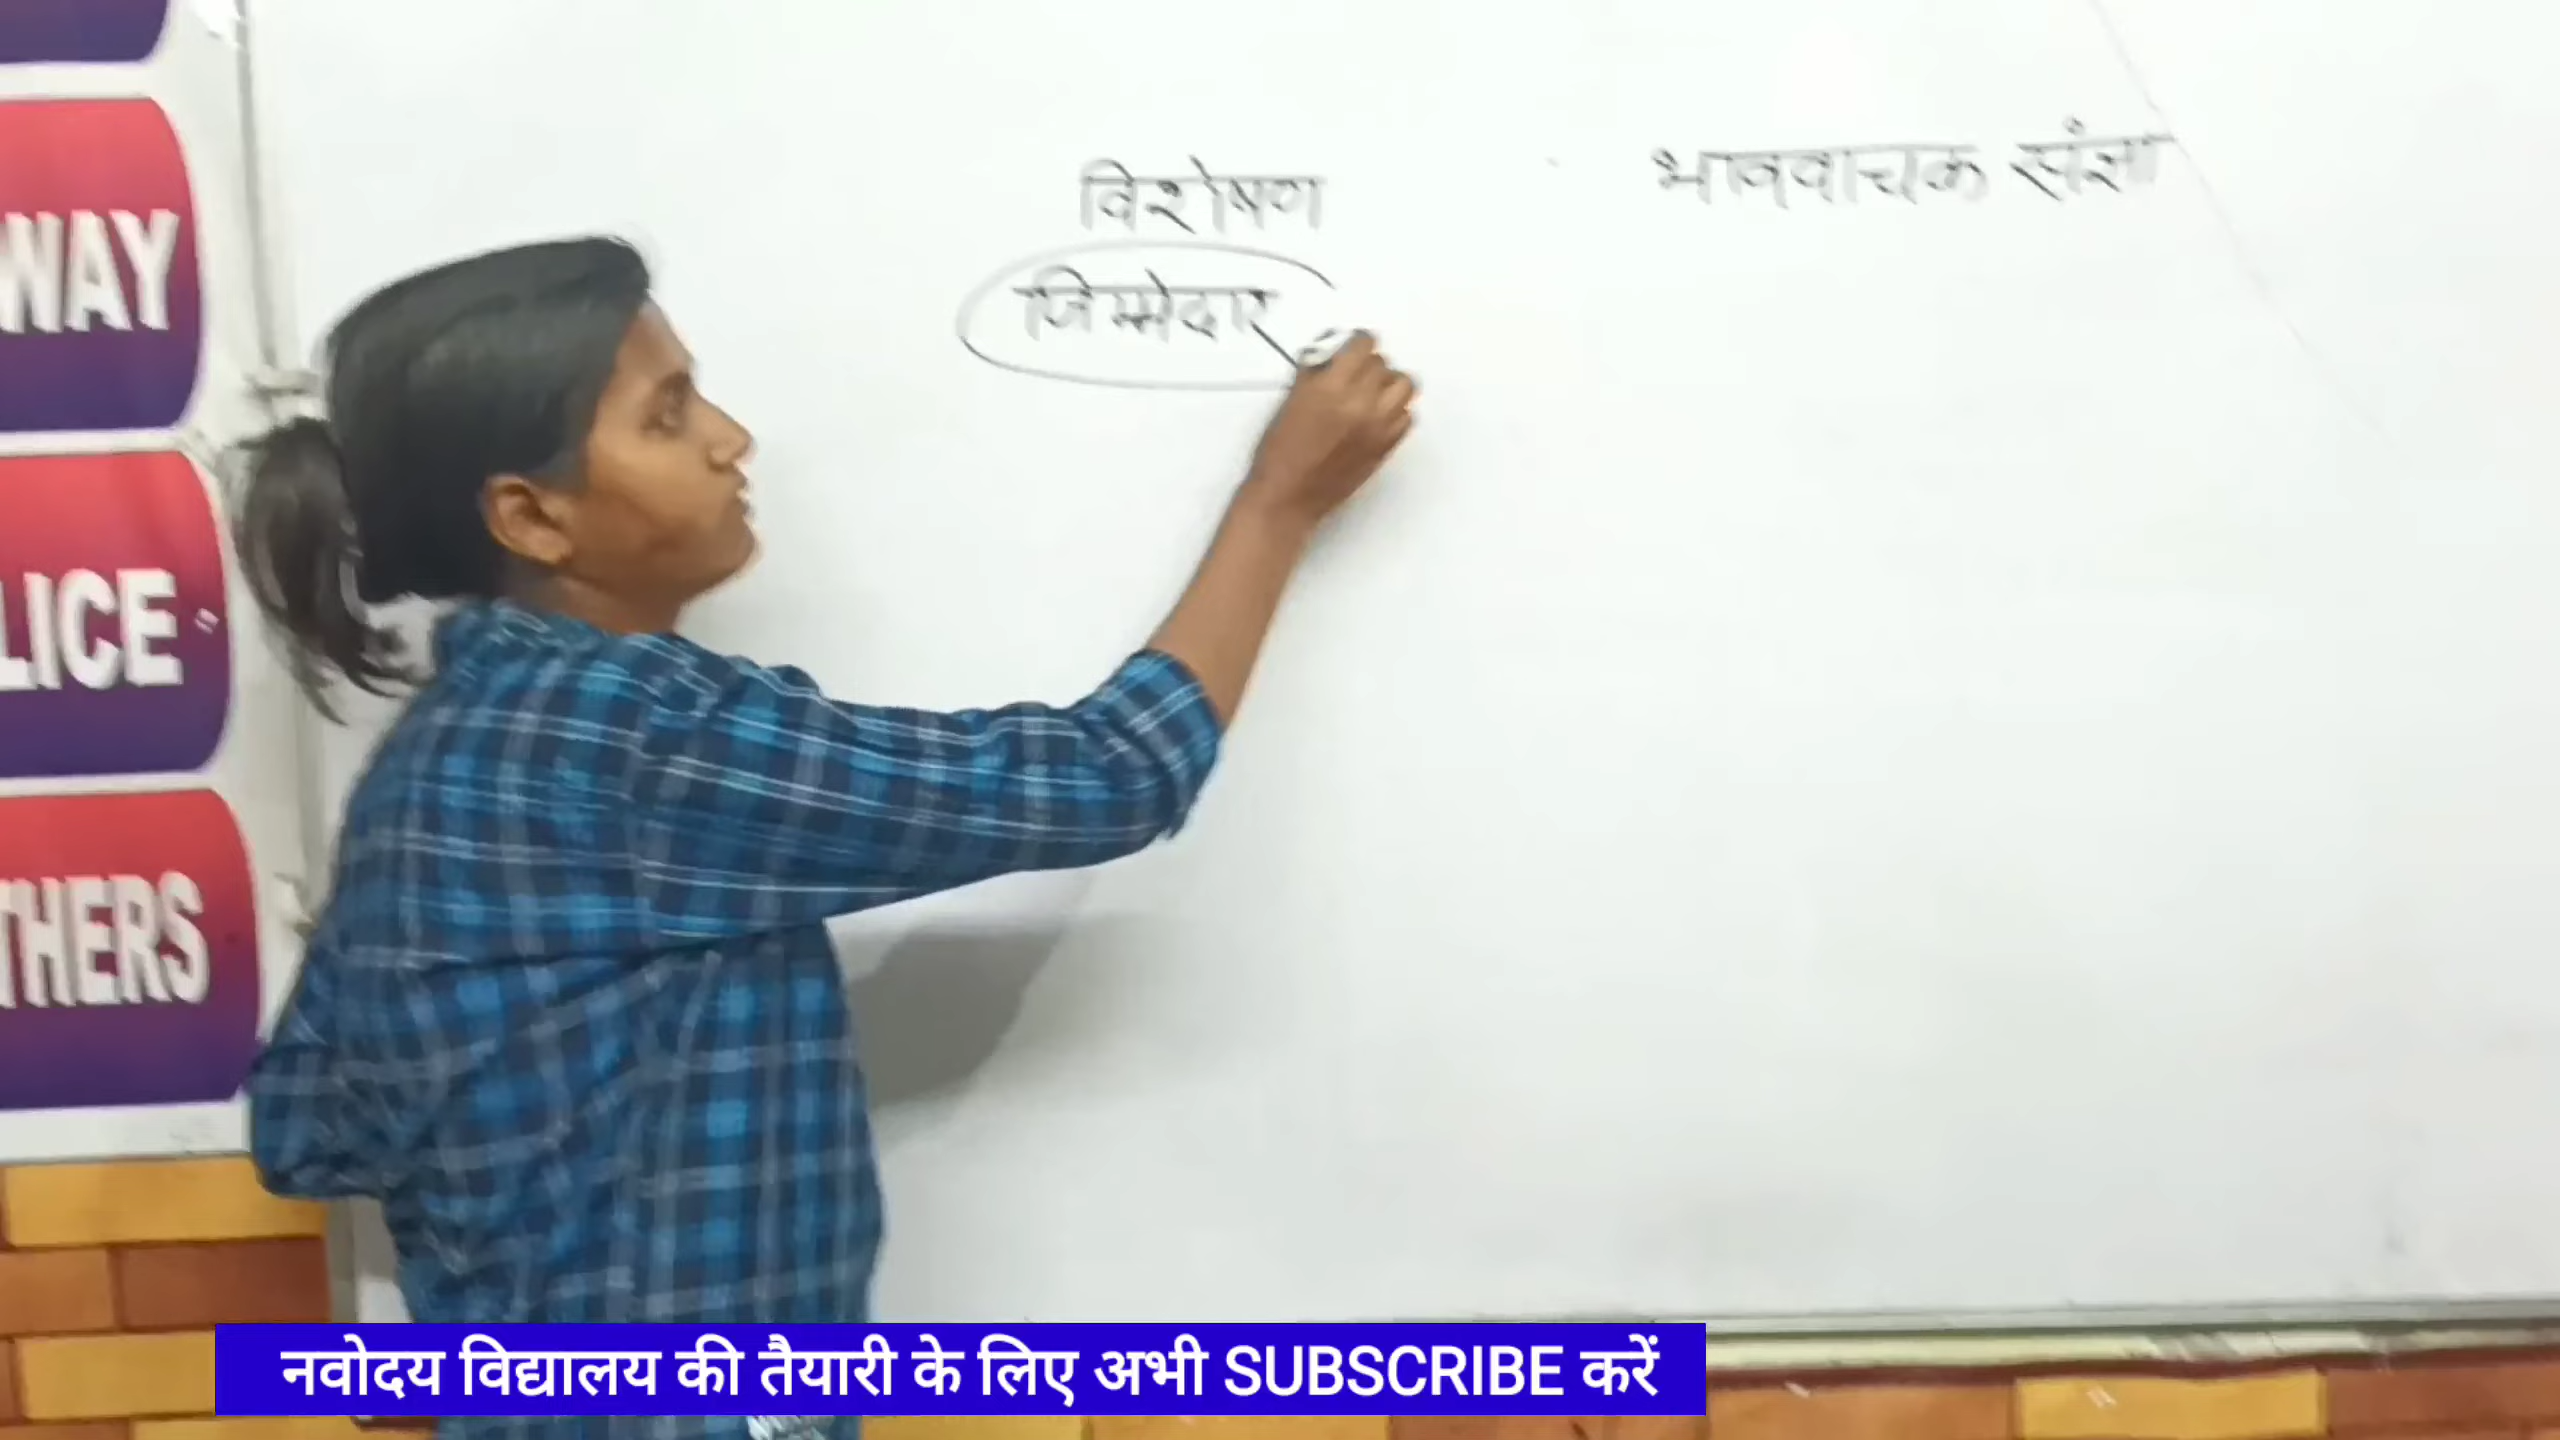 WAY
LICE
THERS
विशेषण
भाववाचक संज्ञा
जिम्मेदार
नवोदय विद्यालय की तैयारी के लिए अभी SUBSCRIBE करें